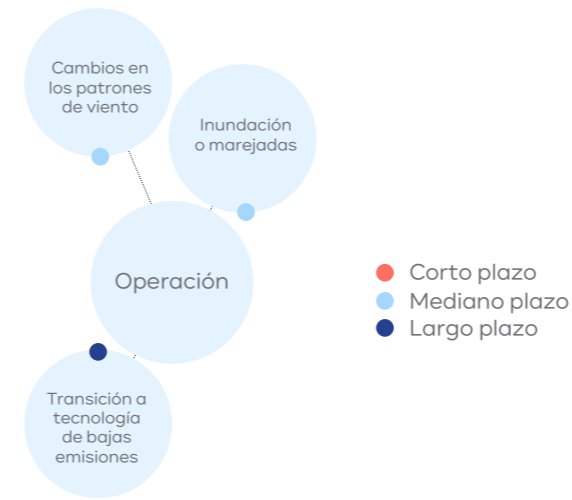 Cambios en
los patrones
de viento
Inundación
o marejadas
Operación
Transición a
tecnología
de bajas
emisiones
Corto plazo
Mediano plazo
Largo plazo